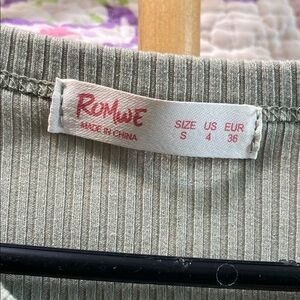 ROMWE
MADE IN CHINA
SIZE US EUR
S 4 36